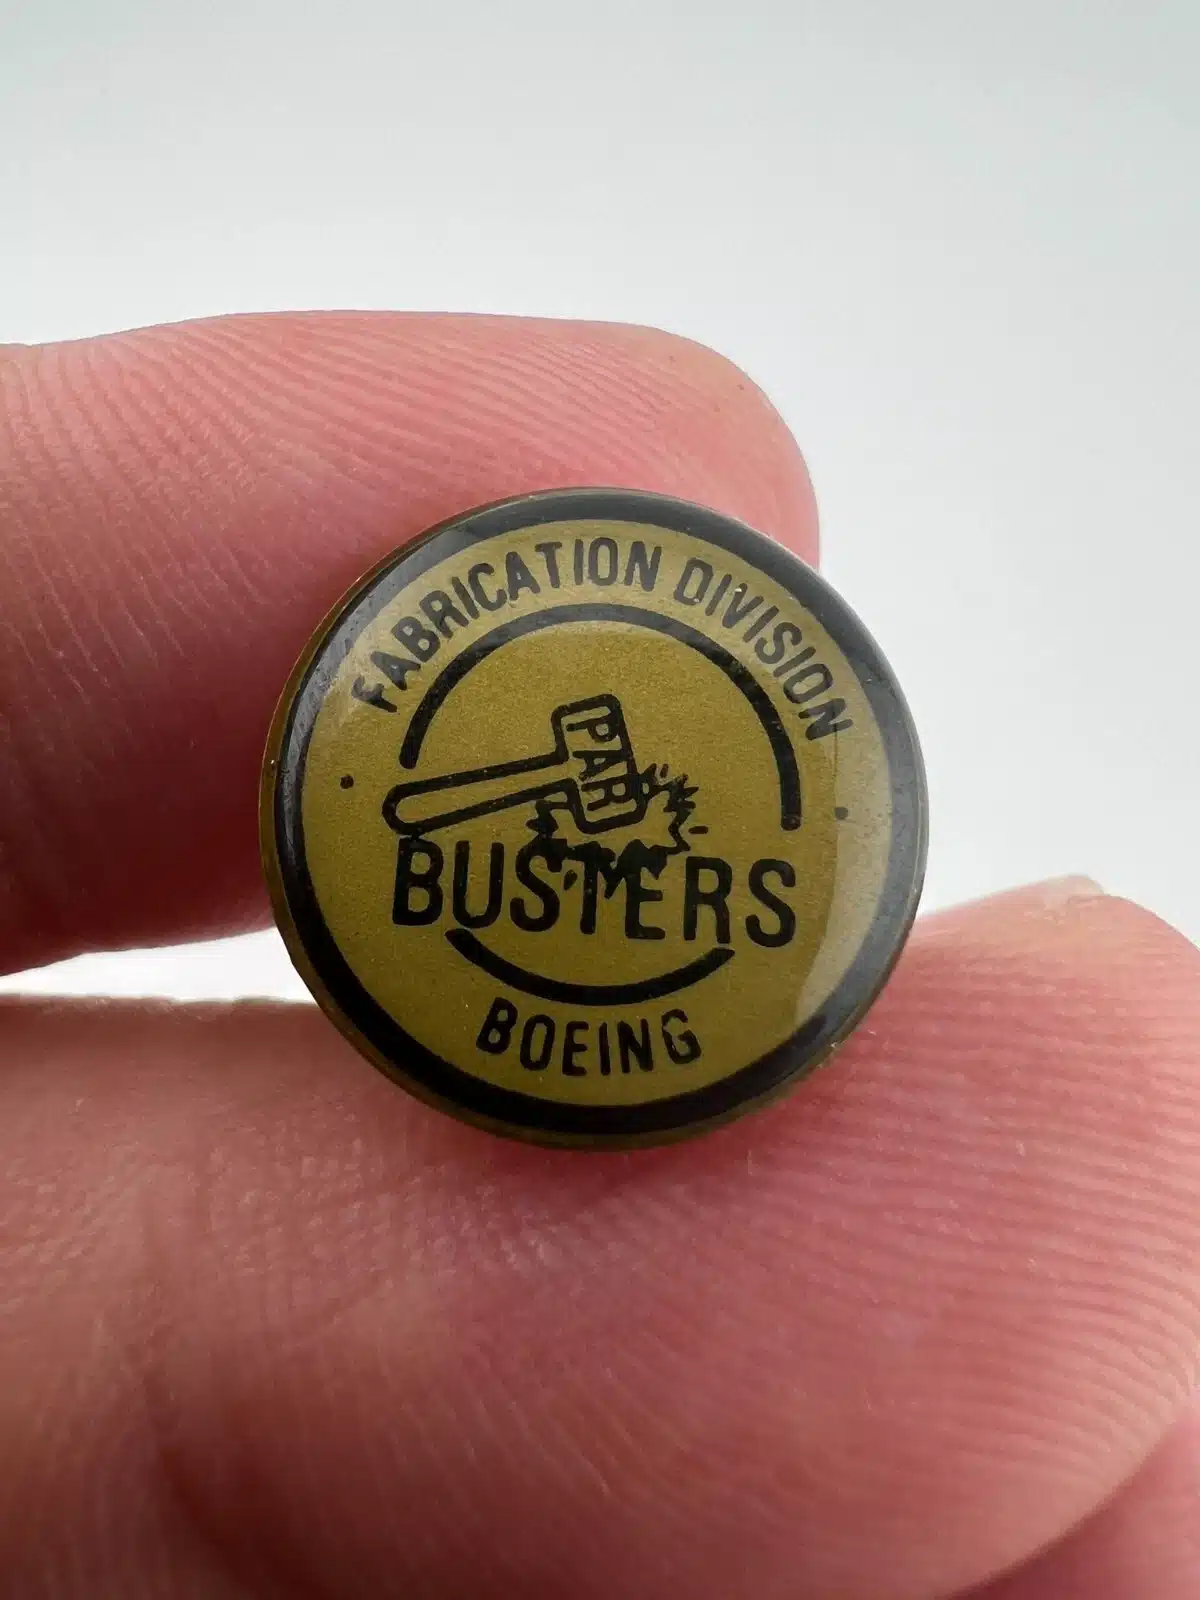 FABRICATION DIVISION
PAR
BUSTERS
BOEING